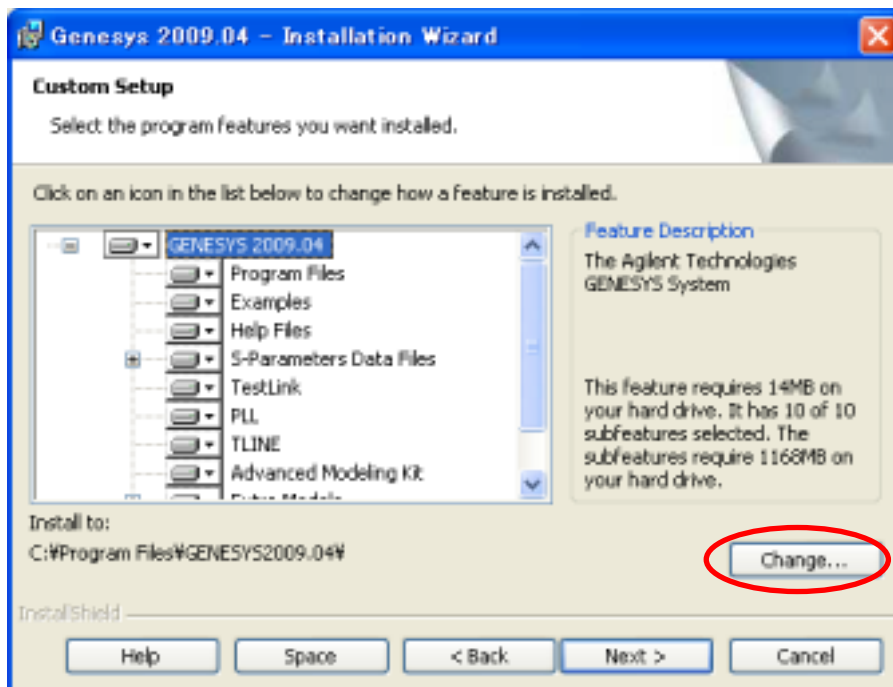 Genesys 2009.04 - Installation Wizard
Custom Setup
Select the program features you want installed.
Click on an icon in the list below to change how a feature is installed.
GENESYS 2009.04
Program Files
Examples
Help Files
S-Parameters Data Files
TestLink
PLL
TLINE
Advanced Modeling Kit
Extra Models
Feature Description
The Agilent Technologies
GENESYS System
This feature requires 14MB on
your hard drive. It has 10 of 10
subfeatures selected. The
subfeatures require 1168MB on
your hard drive.
Install to:
C:¥Program Files¥GENESYS2009.04¥
Change...
InstallShield
Help
Space
< Back
Next >
Cancel